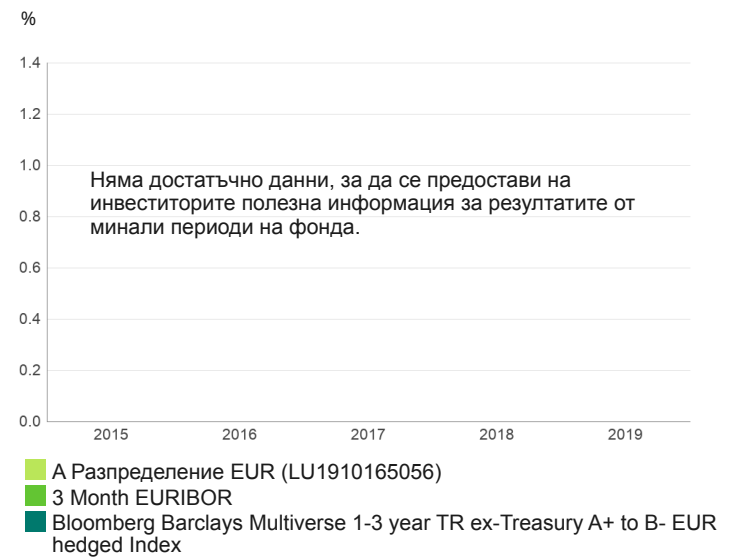 %
1.4
1.2
1.0
Няма достатъчно данни, за да се предостави на
инвеститорите полезна информация за резултатите от
минали периоди на фонда.
0.8
0.6
0.4
0.2
0.0
2015 2016 2017 2018 2019
A Разпределение EUR (LU1910165056)
3 Month EURIBOR
Bloomberg Barclays Multiverse 1-3 year TR ex-Treasury A+ to B- EUR
hedged Index